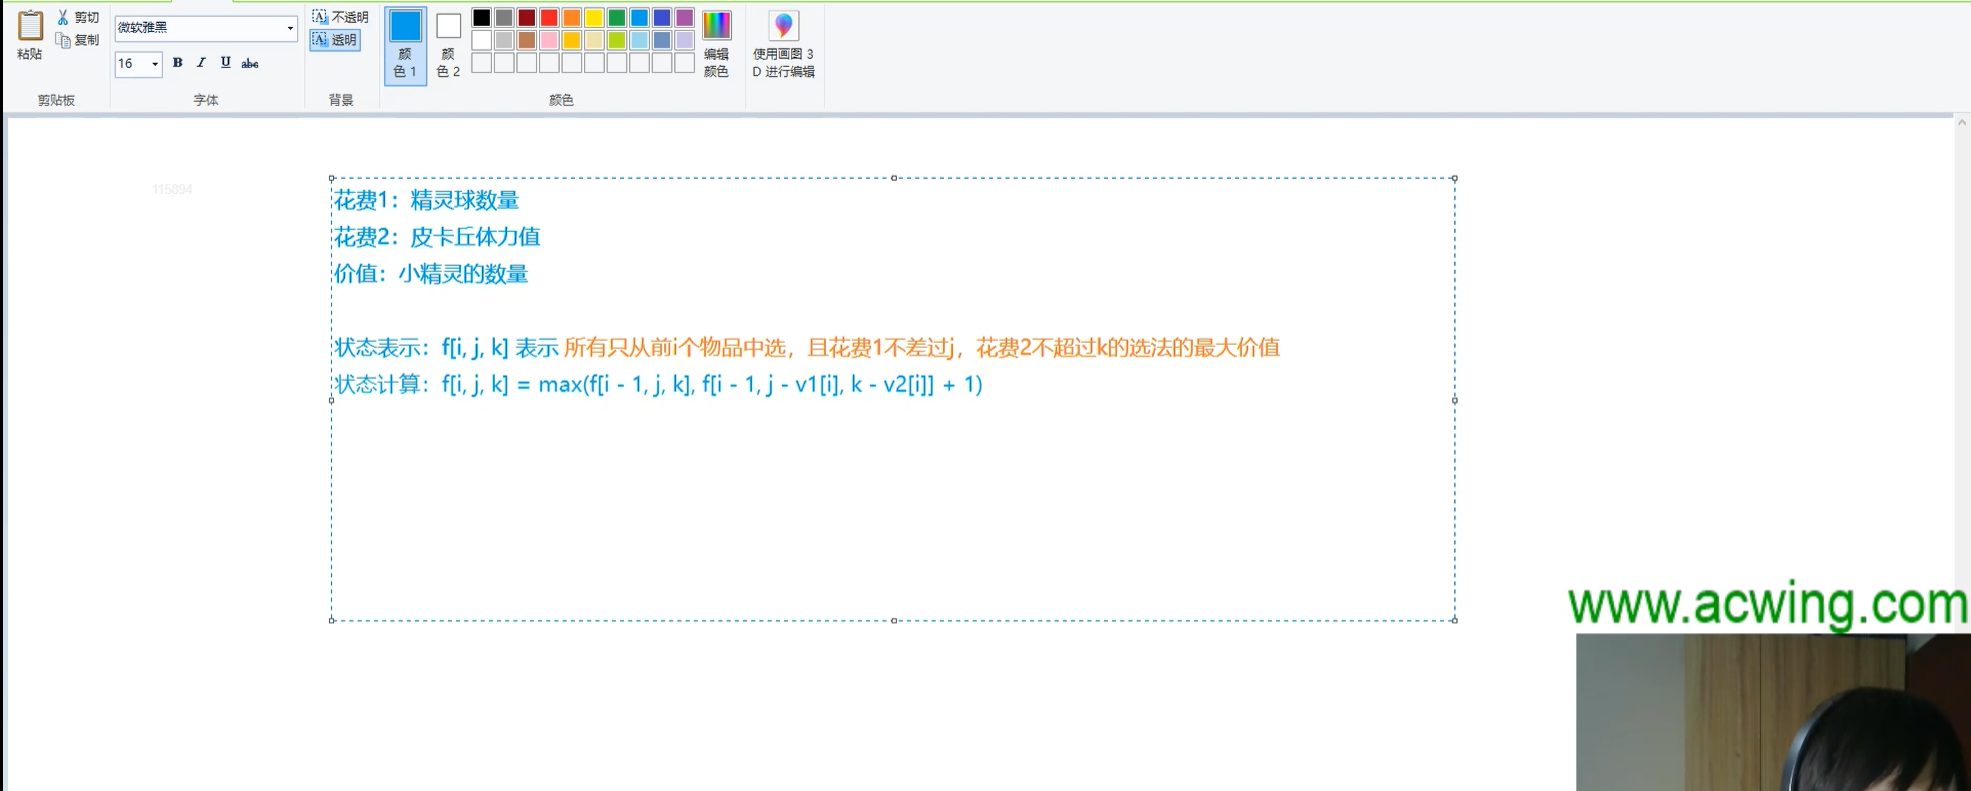 粘贴
剪切
复制
剪贴板
微软雅黑
16
B I U abc
字体
不透明
透明
背景
颜
色 1
颜
色 2
颜色
编辑
颜色
使用画图 3
D 进行编辑
115894
花费1：精灵球数量
花费2：皮卡丘体力值
价值：小精灵的数量
状态表示：f[i, j, k] 表示 所有只从前i个物品中选，且花费1不差过j，花费2不超过k的选法的最大价值
状态计算：f[i, j, k] = max(f[i - 1, j, k], f[i - 1, j - v1[i], k - v2[i]] + 1)
www.acwing.com